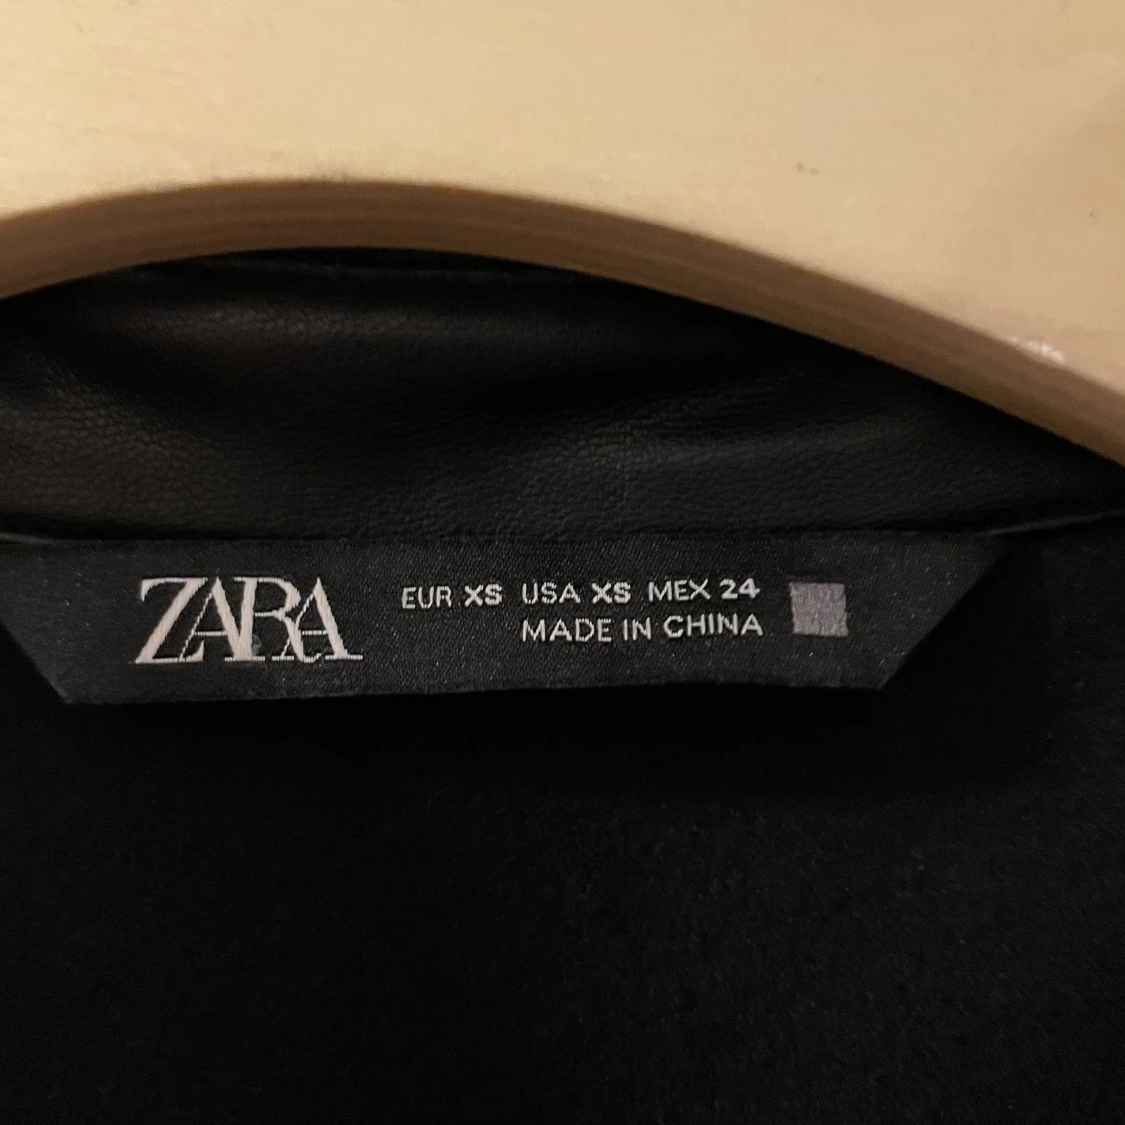 ZARA
EUR XS USA XS MEX 24
MADE IN CHINA